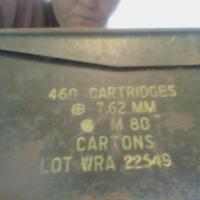 460 CARTRIDGES
⊕ 7.62 MM
M 80
CARTONS
LOT WRA 22549